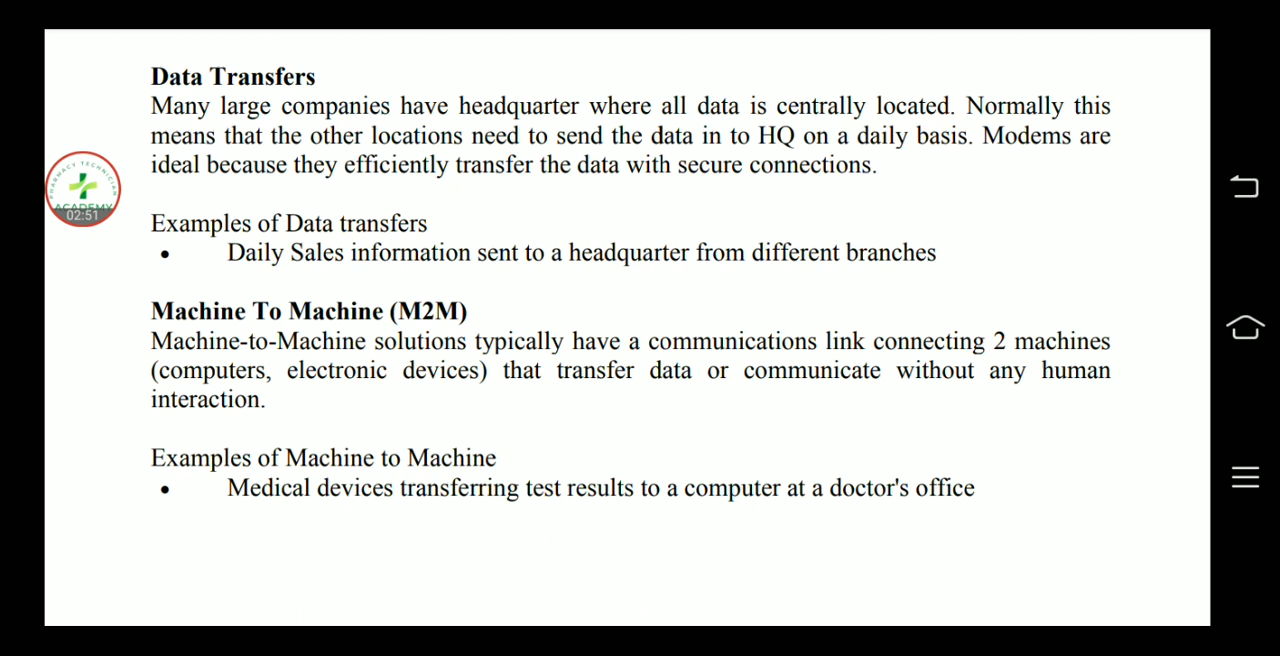 Data Transfers
Many large companies have headquarter where all data is centrally located. Normally this
means that the other locations need to send the data in to HQ on a daily basis. Modems are
ideal because they efficiently transfer the data with secure connections.
PHARMACY TECHNICIAN
ACADEMY
02:51
Examples of Data transfers
• Daily Sales information sent to a headquarter from different branches
Machine To Machine (M2M)
Machine-to-Machine solutions typically have a communications link connecting 2 machines
(computers, electronic devices) that transfer data or communicate without any human
interaction.
Examples of Machine to Machine
• Medical devices transferring test results to a computer at a doctor's office